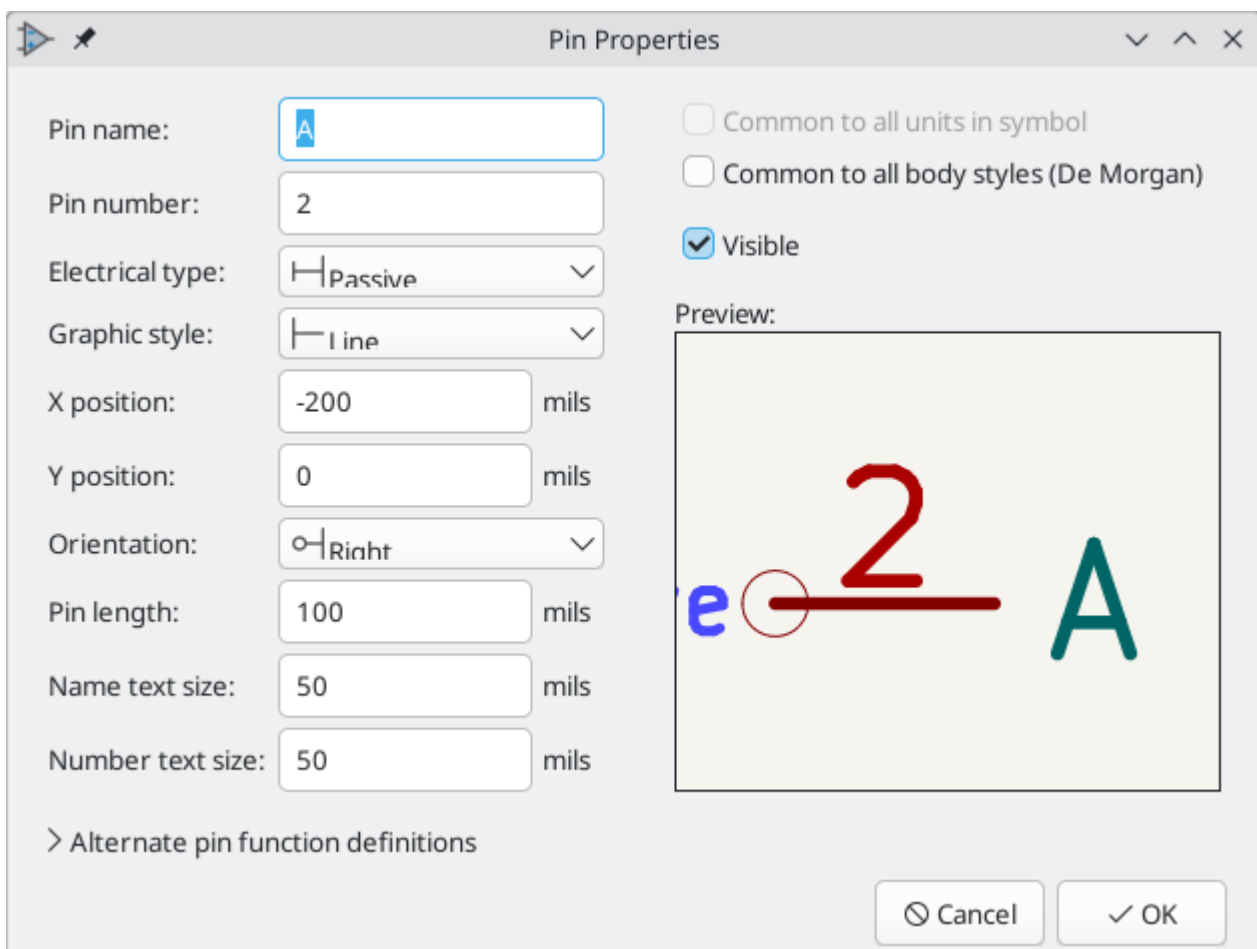 Pin Properties
Pin name: A
Pin number: 2
Electrical type: Passive
Graphic style: Line
X position: -200 mils
Y position: 0 mils
Orientation: Right
Pin length: 100 mils
Name text size: 50 mils
Number text size: 50 mils
Alternate pin function definitions
Common to all units in symbol
Common to all body styles (De Morgan)
Visible
Preview:
2
e A
Cancel OK